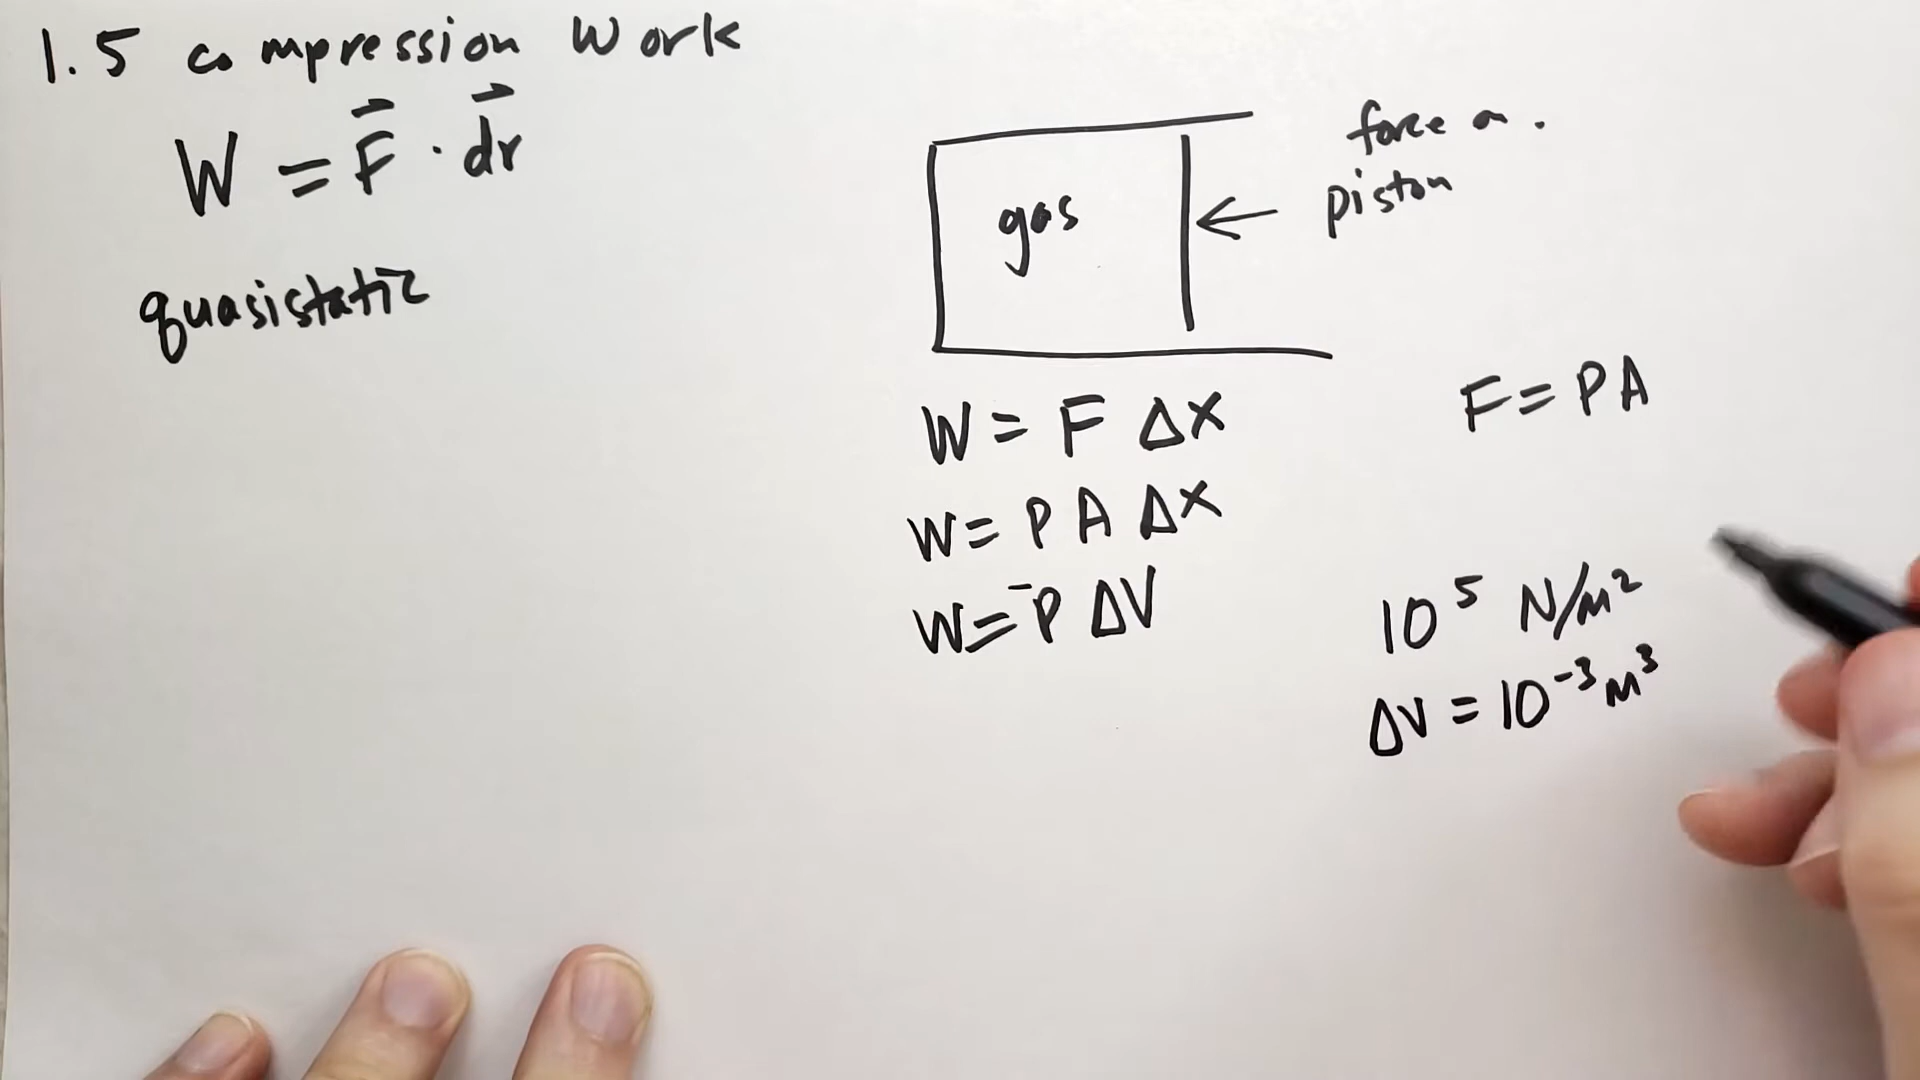 1.5 compression Work
W = F⃗ · dr⃗
quasistatic
gas
force on.
piston
W = F Δx
F = PA
W = P A Δx
W = -P ΔV
10⁵ N/m²
ΔV = 10⁻³ m³